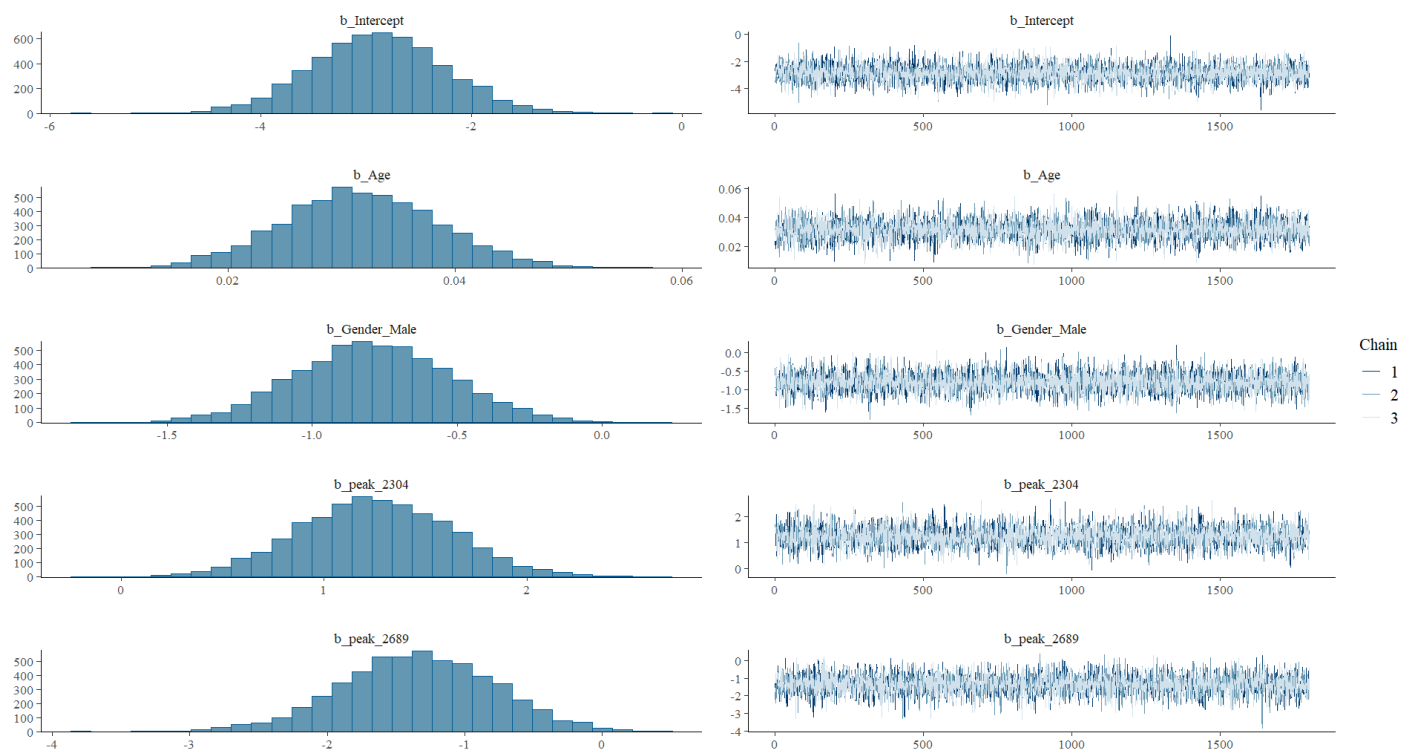 b_Intercept
600
400
200
0
-6 -4 -2 0
b_Intercept
0
-2
-4
0 500 1000 1500
b_Age
500
400
300
200
100
0
0.02 0.04 0.06
b_Age
0.06
0.04
0.02
0 500 1000 1500
b_Gender_Male
500
400
300
200
100
0
-1.5 -1.0 -0.5 0.0
b_Gender_Male
0.0
-0.5
-1.0
-1.5
0 500 1000 1500
b_peak_2304
500
400
300
200
100
0
0 1 2
b_peak_2304
2
1
0
0 500 1000 1500
b_peak_2689
500
400
300
200
100
0
-4 -3 -2 -1 0
b_peak_2689
0
-1
-2
-3
-4
0 500 1000 1500
Chain
1
2
3